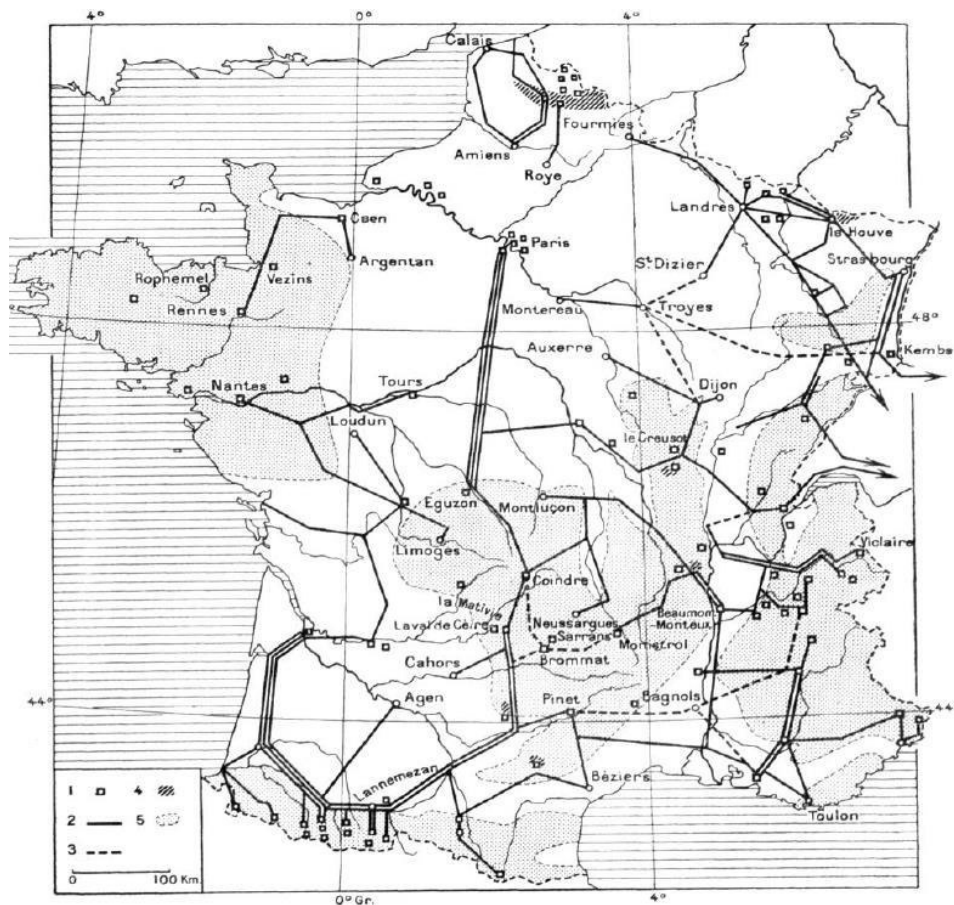 4° 0° 4°
Calais
Fourmies
Amiens
Roye
Landres
la Houve
Caen
Paris
Strasbourg
Argentan
St Dizier
Rophemel
Vezins
Rennes
Montereau
Troyes
48°
Auxerre
Kembs
Nantes
Tours
Dijon
Loudun
le Creusot
Eguzon
Montluçon
Limoges
Viclaire
Coindre
la Mativie
Beaumont
-Monteux
Laval de Cère
Neussargues
Sarrans
Cahors
Brommat
Agen
Pinet
Bagnols
44°
44
Lannemezan
Béziers
Toulon
1 4
2 5
3
0 100 Km.
0° Gr. 4°